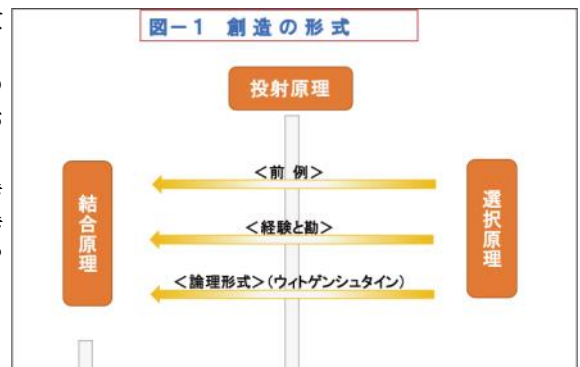 図－1 創造の形式
投射原理
＜前 例＞
結合原理
選択原理
＜経験と勘＞
＜論理形式＞(ウィトゲンシュタイン)